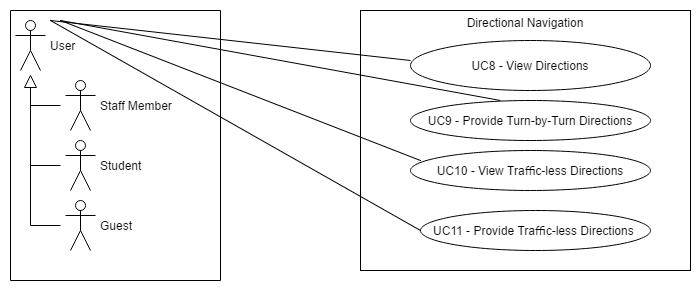 User
Staff Member
Student
Guest
Directional Navigation
UC8 - View Directions
UC9 - Provide Turn-by-Turn Directions
UC10 - View Traffic-less Directions
UC11 - Provide Traffic-less Directions